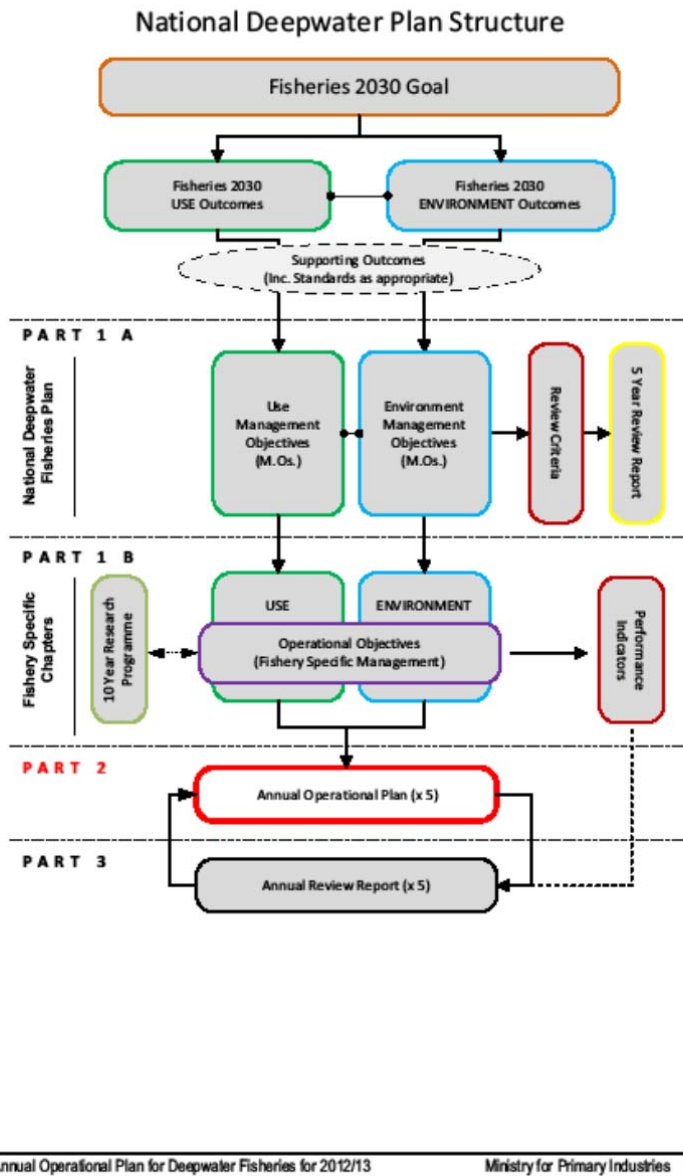 National Deepwater Plan Structure
Fisheries 2030 Goal
Fisheries 2030
USE Outcomes
Fisheries 2030
ENVIRONMENT Outcomes
Supporting Outcomes
(Inc. Standards as appropriate)
PART 1 A
National Deepwater
Fisheries Plan
Use
Management
Objectives
(M.Os.)
Environment
Management
Objectives
(M.Os.)
Review Criteria
5 Year Review Report
PART 1 B
Fishery Specific
Chapters
10 Year Research
Programme
USE
ENVIRONMENT
Operational Objectives
(Fishery Specific Management)
Performance
Indicators
PART 2
Annual Operational Plan (x 5)
PART 3
Annual Review Report (x 5)
Annual Operational Plan for Deepwater Fisheries for 2012/13
Ministry for Primary Industries